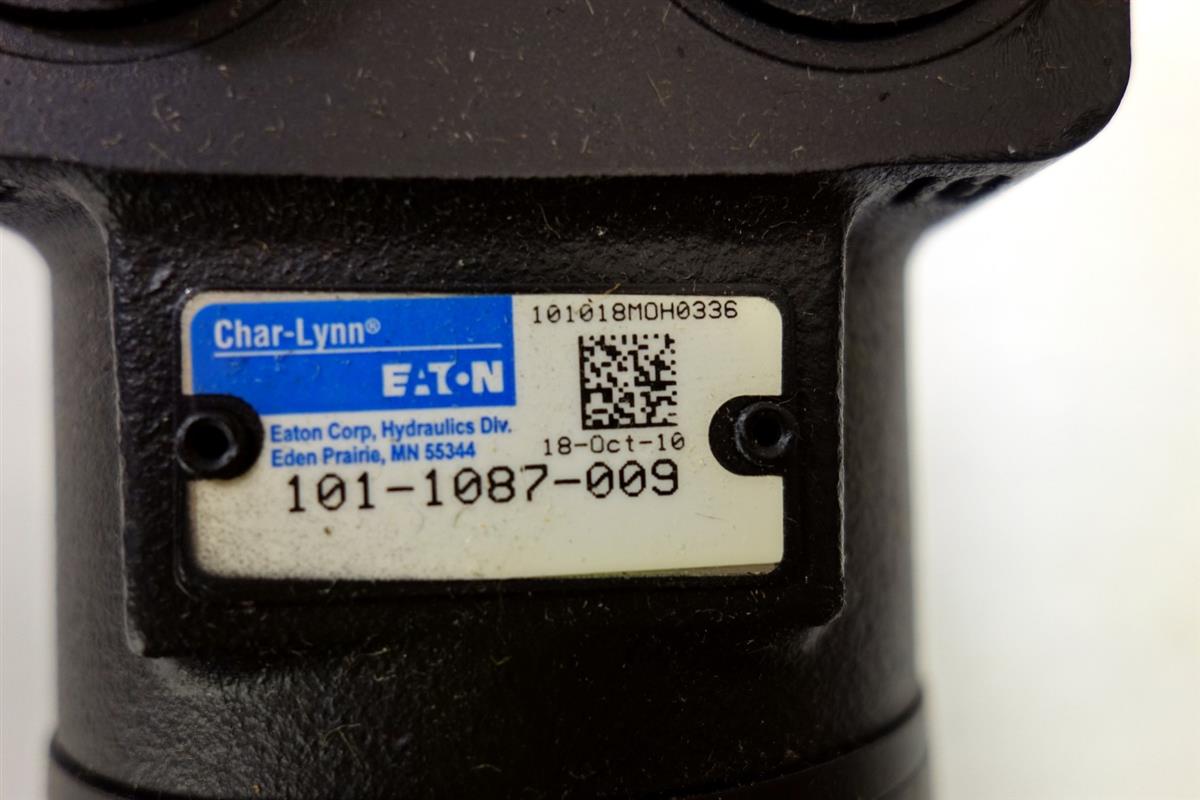 Char-Lynn®
EATON
101018MOH0336
18-Oct-10
Eaton Corp, Hydraulics Div.
Eden Prairie, MN 55344
101-1087-009